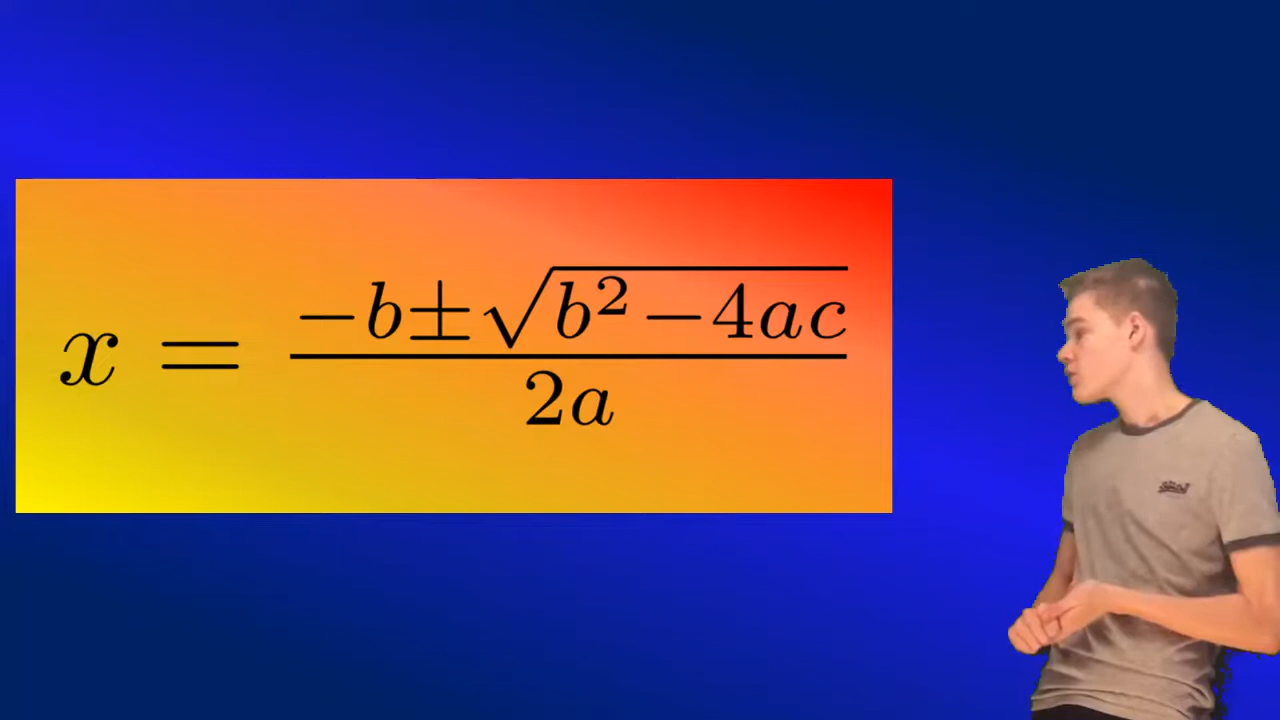 x = −b±√b²−4ac / 2a